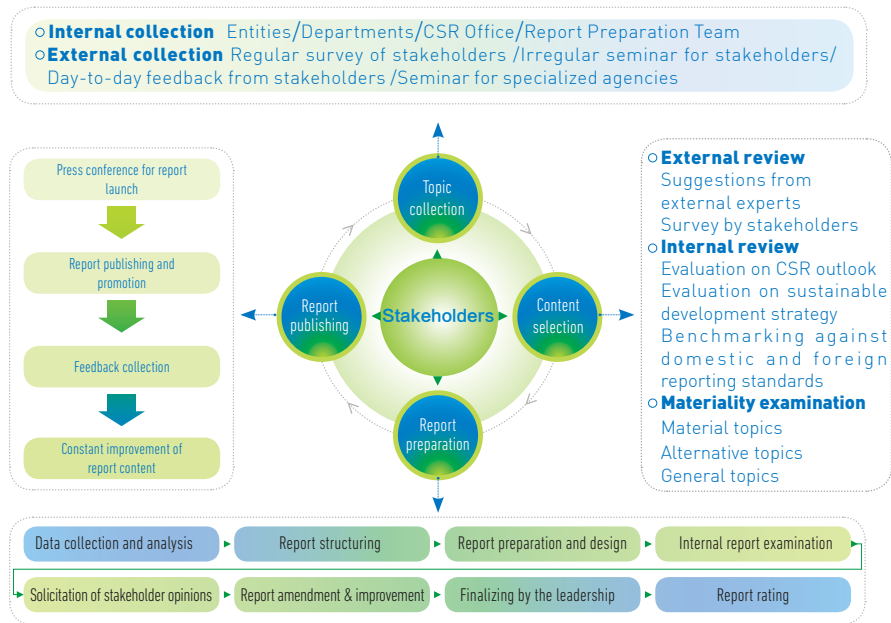 Internal collection Entities/Departments/CSR Office/Report Preparation Team
External collection Regular survey of stakeholders /Irregular seminar for stakeholders/
Day-to-day feedback from stakeholders /Seminar for specialized agencies
Press conference for report
launch
Report publishing and
promotion
Feedback collection
Constant improvement of
report content
Topic
collection
Report
publishing
Stakeholders
Content
selection
Report
preparation
External review
Suggestions from
external experts
Survey by stakeholders
Internal review
Evaluation on CSR outlook
Evaluation on sustainable
development strategy
Benchmarking against
domestic and foreign
reporting standards
Materiality examination
Material topics
Alternative topics
General topics
Data collection and analysis
Report structuring
Report preparation and design
Internal report examination
Solicitation of stakeholder opinions
Report amendment & improvement
Finalizing by the leadership
Report rating